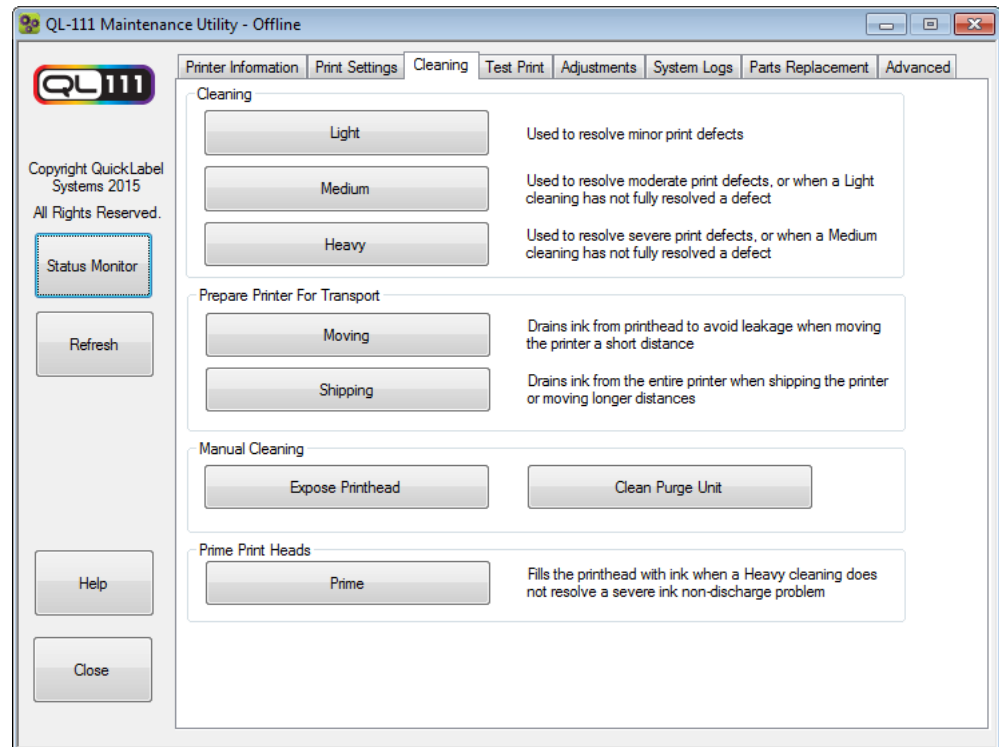 QL-111 Maintenance Utility - Offline
QL111
Copyright QuickLabel
Systems 2015
All Rights Reserved.
Status Monitor
Refresh
Help
Close
Printer Information Print Settings Cleaning Test Print Adjustments System Logs Parts Replacement Advanced
Cleaning
Light
Used to resolve minor print defects
Medium
Used to resolve moderate print defects, or when a Light
cleaning has not fully resolved a defect
Heavy
Used to resolve severe print defects, or when a Medium
cleaning has not fully resolved a defect
Prepare Printer For Transport
Moving
Drains ink from printhead to avoid leakage when moving
the printer a short distance
Shipping
Drains ink from the entire printer when shipping the printer
or moving longer distances
Manual Cleaning
Expose Printhead
Clean Purge Unit
Prime Print Heads
Prime
Fills the printhead with ink when a Heavy cleaning does
not resolve a severe ink non-discharge problem